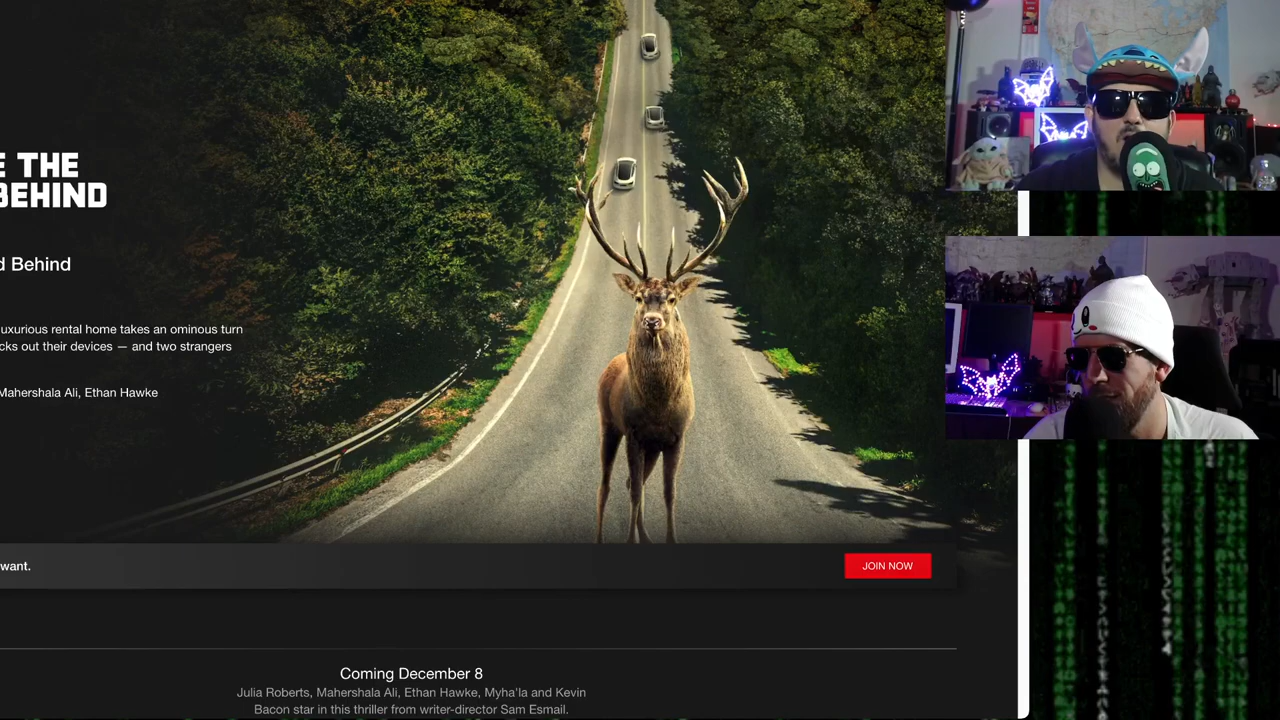 E THE
BEHIND
d Behind
uxurious rental home takes an ominous turn
cks out their devices — and two strangers
Mahershala Ali, Ethan Hawke
want.
JOIN NOW
Coming December 8
Julia Roberts, Mahershala Ali, Ethan Hawke, Myha'la and Kevin
Bacon star in this thriller from writer-director Sam Esmail.